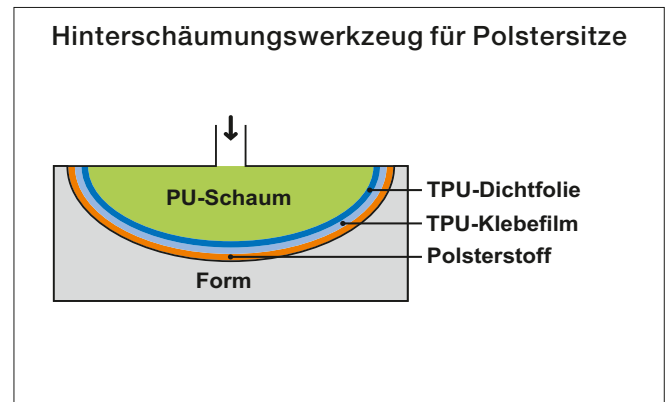 Hinterschäumungswerkzeug für Polstersitze
PU-Schaum
TPU-Dichtfolie
TPU-Klebefilm
Polsterstoff
Form